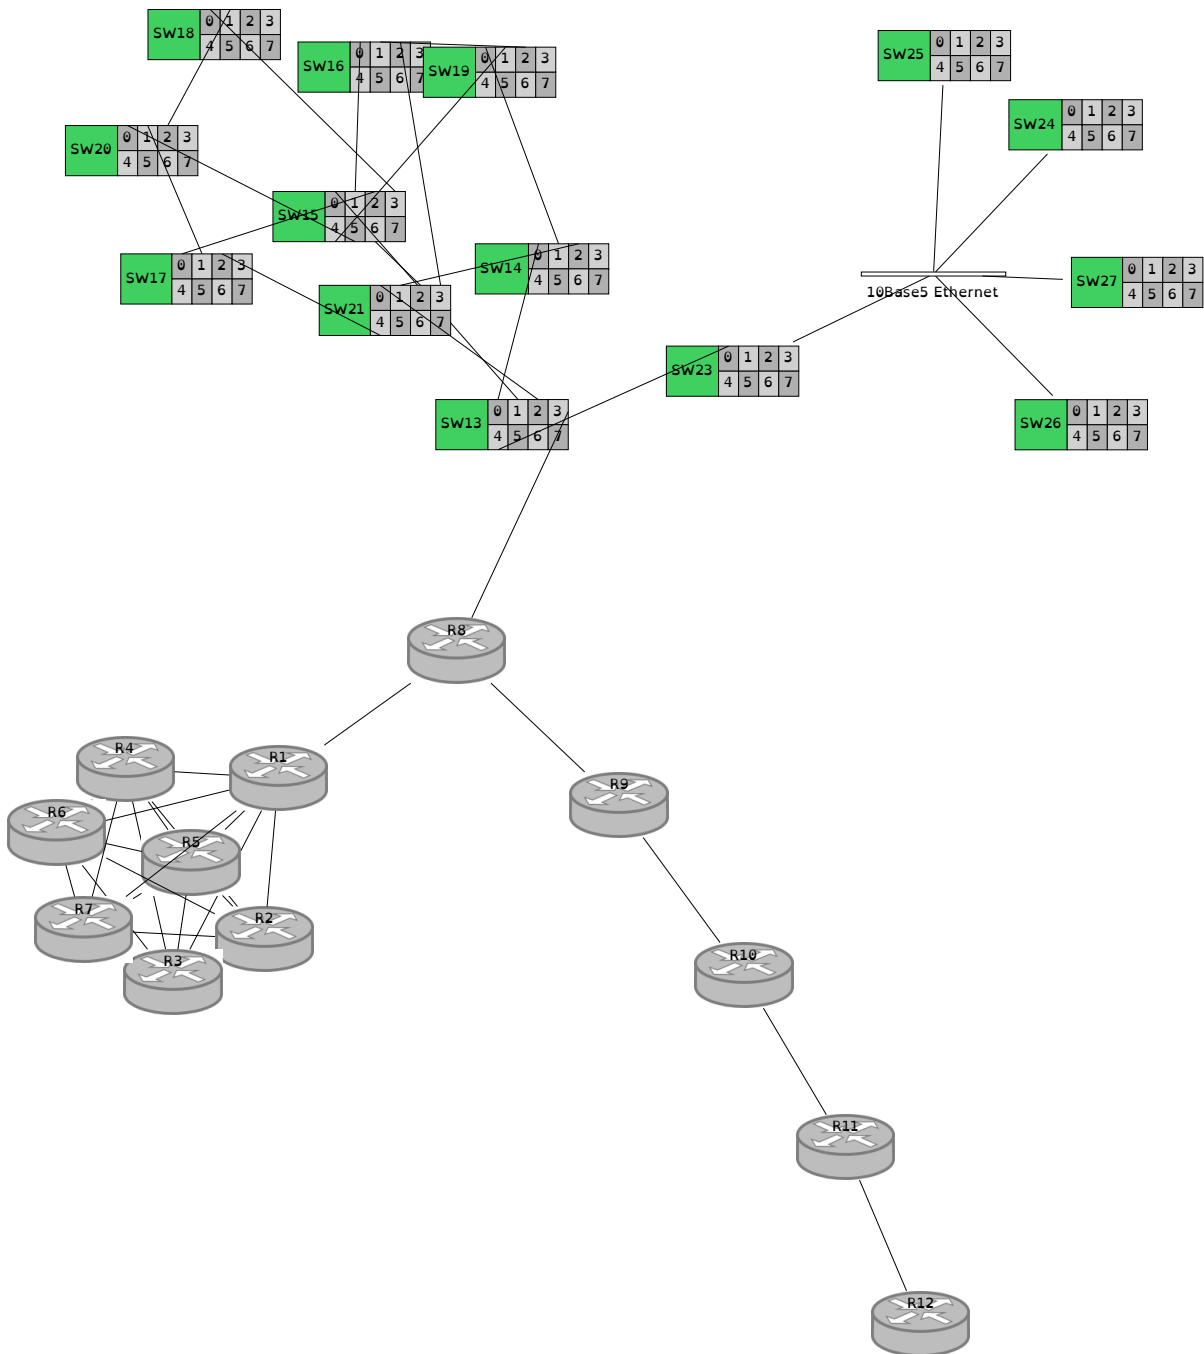 SW18 0 1 2 3
4 5 6 7
SW16 0 1 2 3
4 5 6 7
SW19 0 1 2 3
4 5 6 7
SW25 0 1 2 3
4 5 6 7
SW24 0 1 2 3
4 5 6 7
SW20 0 1 2 3
4 5 6 7
SW15 0 1 2 3
4 5 6 7
SW14 0 1 2 3
4 5 6 7
SW17 0 1 2 3
4 5 6 7
SW27 0 1 2 3
4 5 6 7
10Base5 Ethernet
SW21 0 1 2 3
4 5 6 7
SW23 0 1 2 3
4 5 6 7
SW13 0 1 2 3
4 5 6 7
SW26 0 1 2 3
4 5 6 7
R8
R4
R1
R9
R6
R5
R7
R2
R3
R10
R11
R12